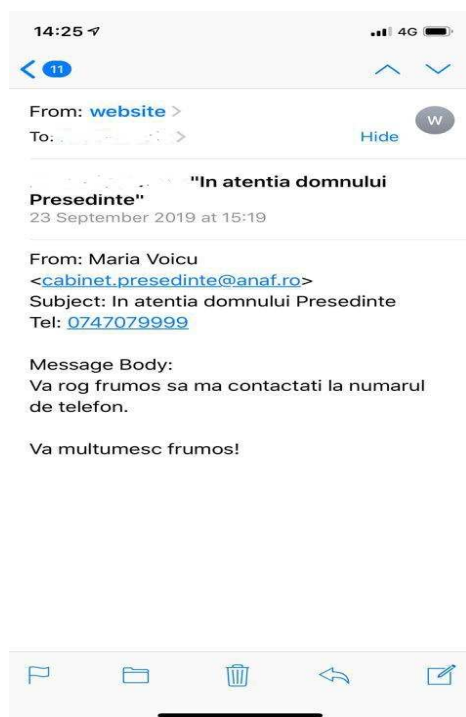 14:25
4G
11
From: website
W
To:
Hide
"In atentia domnului
Presedinte"
23 September 2019 at 15:19
From: Maria Voicu
<cabinet.presedinte@anaf.ro>
Subject: In atentia domnului Presedinte
Tel: 0747079999
Message Body:
Va rog frumos sa ma contactati la numarul
de telefon.
Va multumesc frumos!